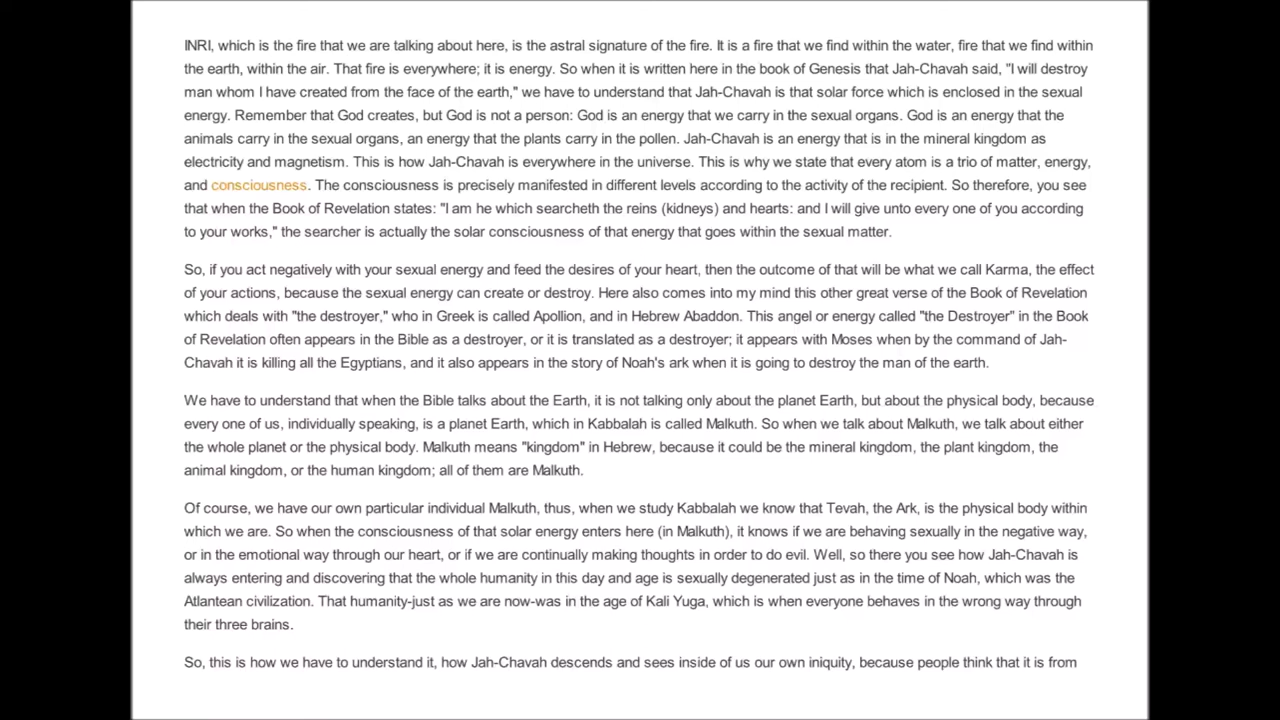 INRI, which is the fire that we are talking about here, is the astral signature of the fire. It is a fire that we find within the water, fire that we find within
the earth, within the air. That fire is everywhere; it is energy. So when it is written here in the book of Genesis that Jah-Chavah said, "I will destroy
man whom I have created from the face of the earth," we have to understand that Jah-Chavah is that solar force which is enclosed in the sexual
energy. Remember that God creates, but God is not a person: God is an energy that we carry in the sexual organs. God is an energy that the
animals carry in the sexual organs, an energy that the plants carry in the pollen. Jah-Chavah is an energy that is in the mineral kingdom as
electricity and magnetism. This is how Jah-Chavah is everywhere in the universe. This is why we state that every atom is a trio of matter, energy,
and consciousness. The consciousness is precisely manifested in different levels according to the activity of the recipient. So therefore, you see
that when the Book of Revelation states: "I am he which searcheth the reins (kidneys) and hearts: and I will give unto every one of you according
to your works," the searcher is actually the solar consciousness of that energy that goes within the sexual matter.
So, if you act negatively with your sexual energy and feed the desires of your heart, then the outcome of that will be what we call Karma, the effect
of your actions, because the sexual energy can create or destroy. Here also comes into my mind this other great verse of the Book of Revelation
which deals with "the destroyer," who in Greek is called Apollion, and in Hebrew Abaddon. This angel or energy called "the Destroyer" in the Book
of Revelation often appears in the Bible as a destroyer, or it is translated as a destroyer; it appears with Moses when by the command of Jah-
Chavah it is killing all the Egyptians, and it also appears in the story of Noah's ark when it is going to destroy the man of the earth.
We have to understand that when the Bible talks about the Earth, it is not talking only about the planet Earth, but about the physical body, because
every one of us, individually speaking, is a planet Earth, which in Kabbalah is called Malkuth. So when we talk about Malkuth, we talk about either
the whole planet or the physical body. Malkuth means "kingdom" in Hebrew, because it could be the mineral kingdom, the plant kingdom, the
animal kingdom, or the human kingdom; all of them are Malkuth.
Of course, we have our own particular individual Malkuth, thus, when we study Kabbalah we know that Tevah, the Ark, is the physical body within
which we are. So when the consciousness of that solar energy enters here (in Malkuth), it knows if we are behaving sexually in the negative way,
or in the emotional way through our heart, or if we are continually making thoughts in order to do evil. Well, so there you see how Jah-Chavah is
always entering and discovering that the whole humanity in this day and age is sexually degenerated just as in the time of Noah, which was the
Atlantean civilization. That humanity-just as we are now-was in the age of Kali Yuga, which is when everyone behaves in the wrong way through
their three brains.
So, this is how we have to understand it, how Jah-Chavah descends and sees inside of us our own iniquity, because people think that it is from